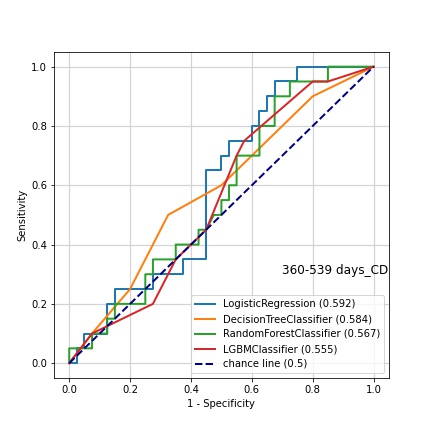 1.0
0.8
0.6
0.4
0.2
0.0
Sensitivity
360-539 days_CD
LogisticRegression (0.592)
DecisionTreeClassifier (0.584)
RandomForestClassifier (0.567)
LGBMClassifier (0.555)
chance line (0.5)
0.0 0.2 0.4 0.6 0.8 1.0
1 - Specificity